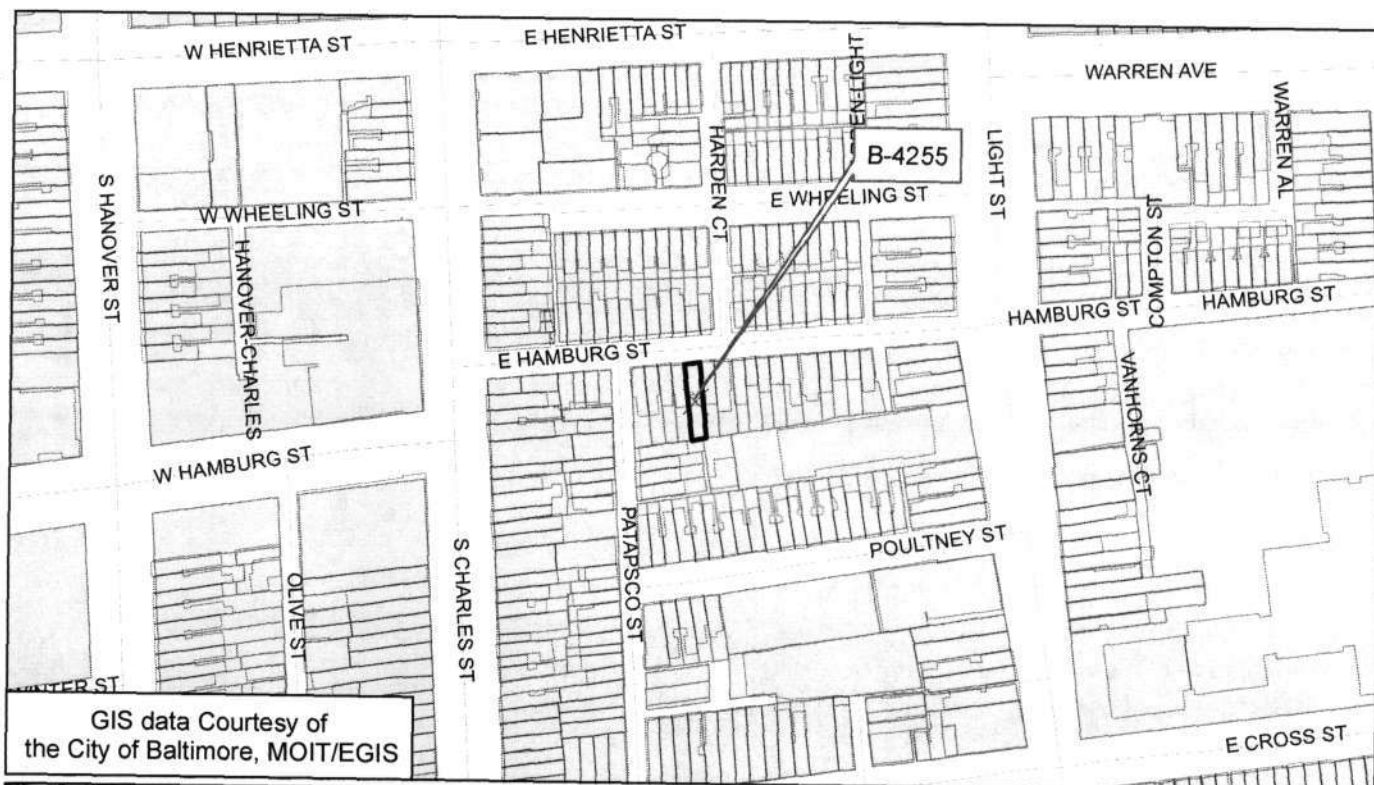 W HENRIETTA ST
E HENRIETTA ST
WARREN AVE
B-4255
HARDEN CT
LIGHT ST
WARREN AL
S HANOVER ST
W WHEELING ST
E WHEELING ST
COMPTON ST
HANOVER-CHARLES
HAMBURG ST
HAMBURG ST
E HAMBURG ST
VANHORNS CT
W HAMBURG ST
S CHARLES ST
PATAPSCO ST
POULTNEY ST
OLIVE ST
E CROSS ST
GIS data Courtesy of
the City of Baltimore, MOIT/EGIS